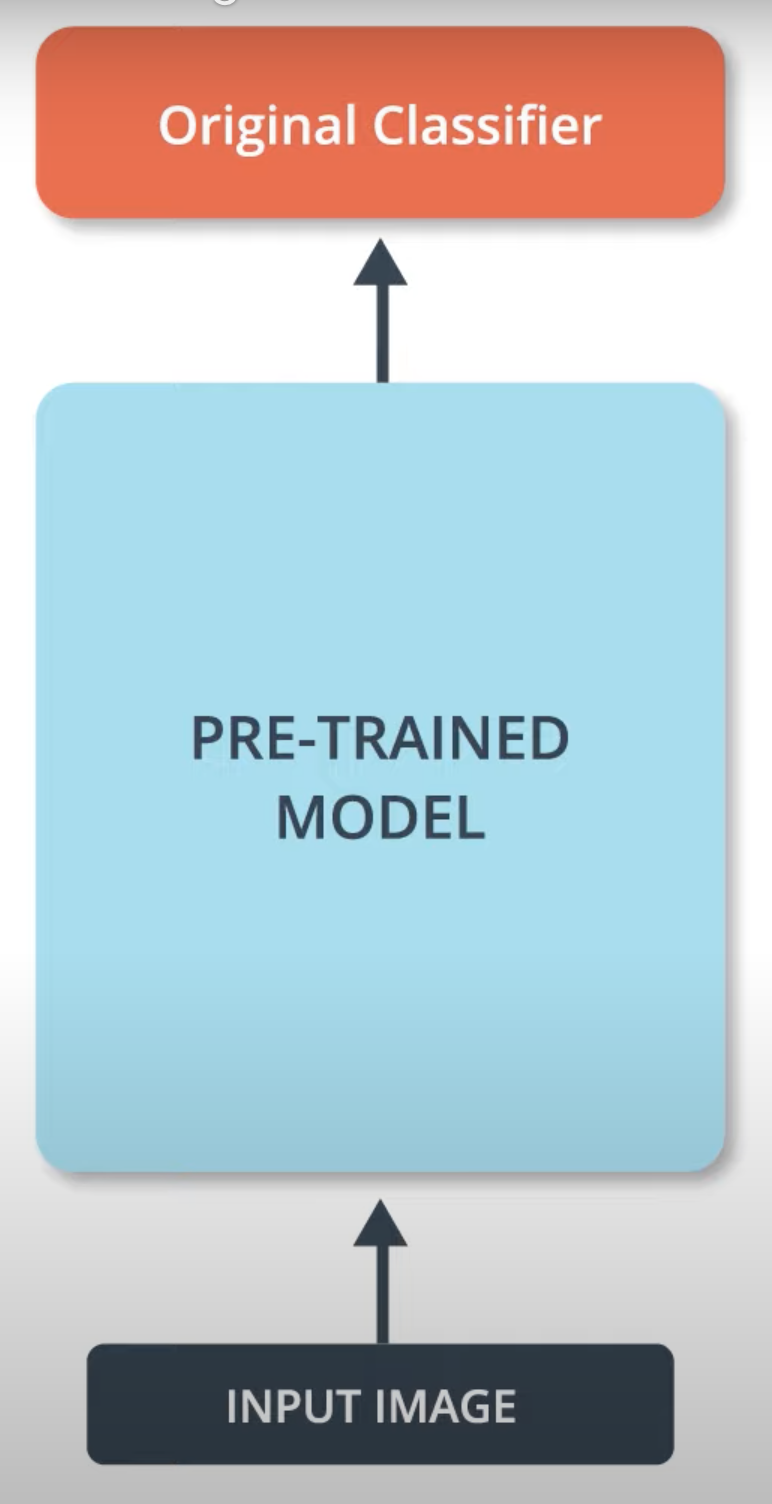 Original Classifier
PRE-TRAINED
MODEL
INPUT IMAGE